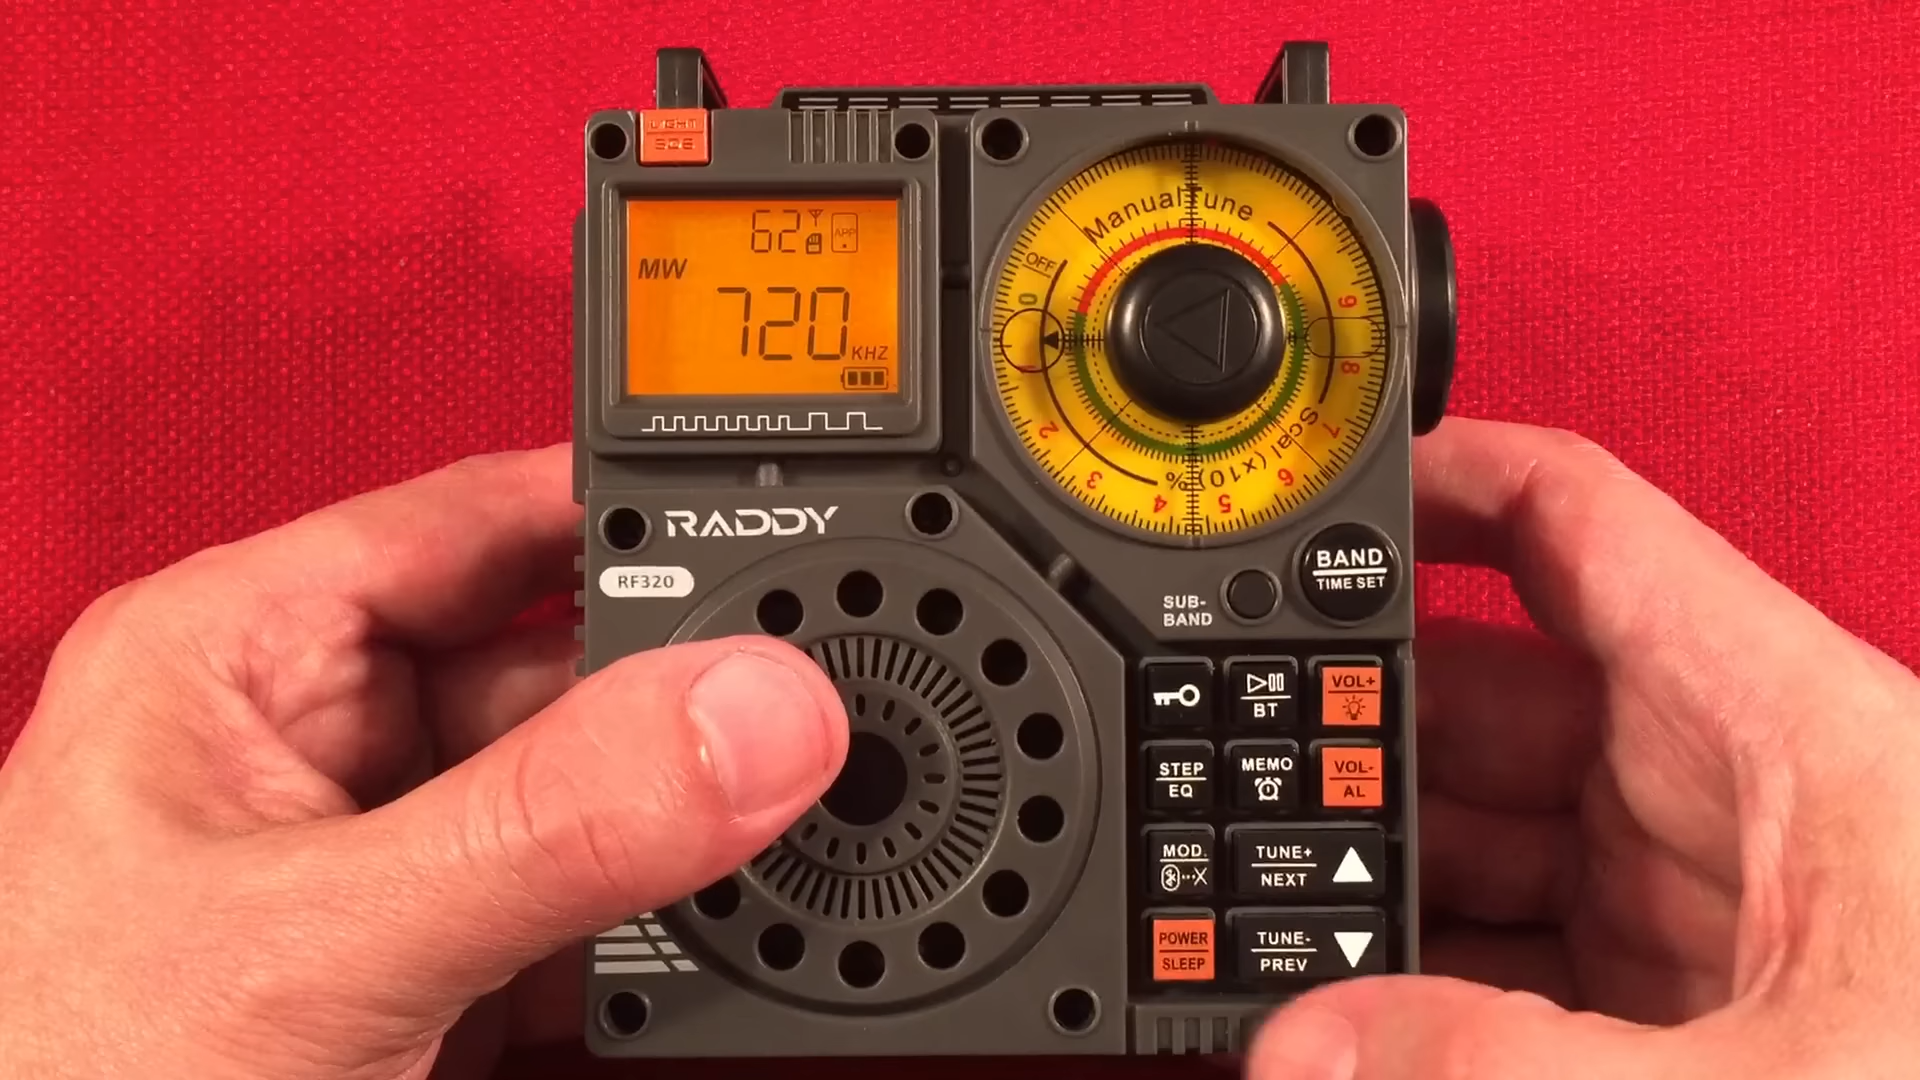 LIGHT
SOS
62
APP
MW
720
KHZ
Manual Tune
OFF
0
1
2
3
4
5
6
7
8
9
Scal (x10) %
RADDY
RF320
BAND
TIME SET
SUB-
BAND
BT
VOL+
STEP
EQ
MEMO
VOL-
AL
MOD.
X
TUNE+
NEXT
POWER
SLEEP
TUNE-
PREV